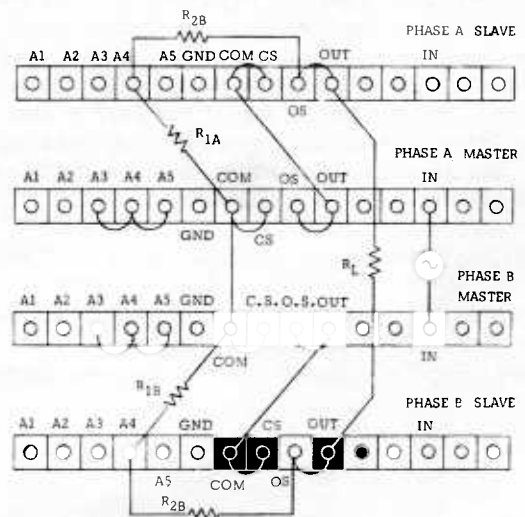 R2B
PHASE A SLAVE
A1 A2 A3 A4 A5 GND COM CS OUT IN
OS
R1A
PHASE A MASTER
A1 A2 A3 A4 A5 COM OS OUT IN
GND CS
RL
PHASE B
MASTER
A1 A2 A3 A4 A5 GND C.S. O.S. OUT
COM IN
R1B
PHASE B SLAVE
A1 A2 A3 A4 GND CS OUT IN
A5 COM OS
R2B